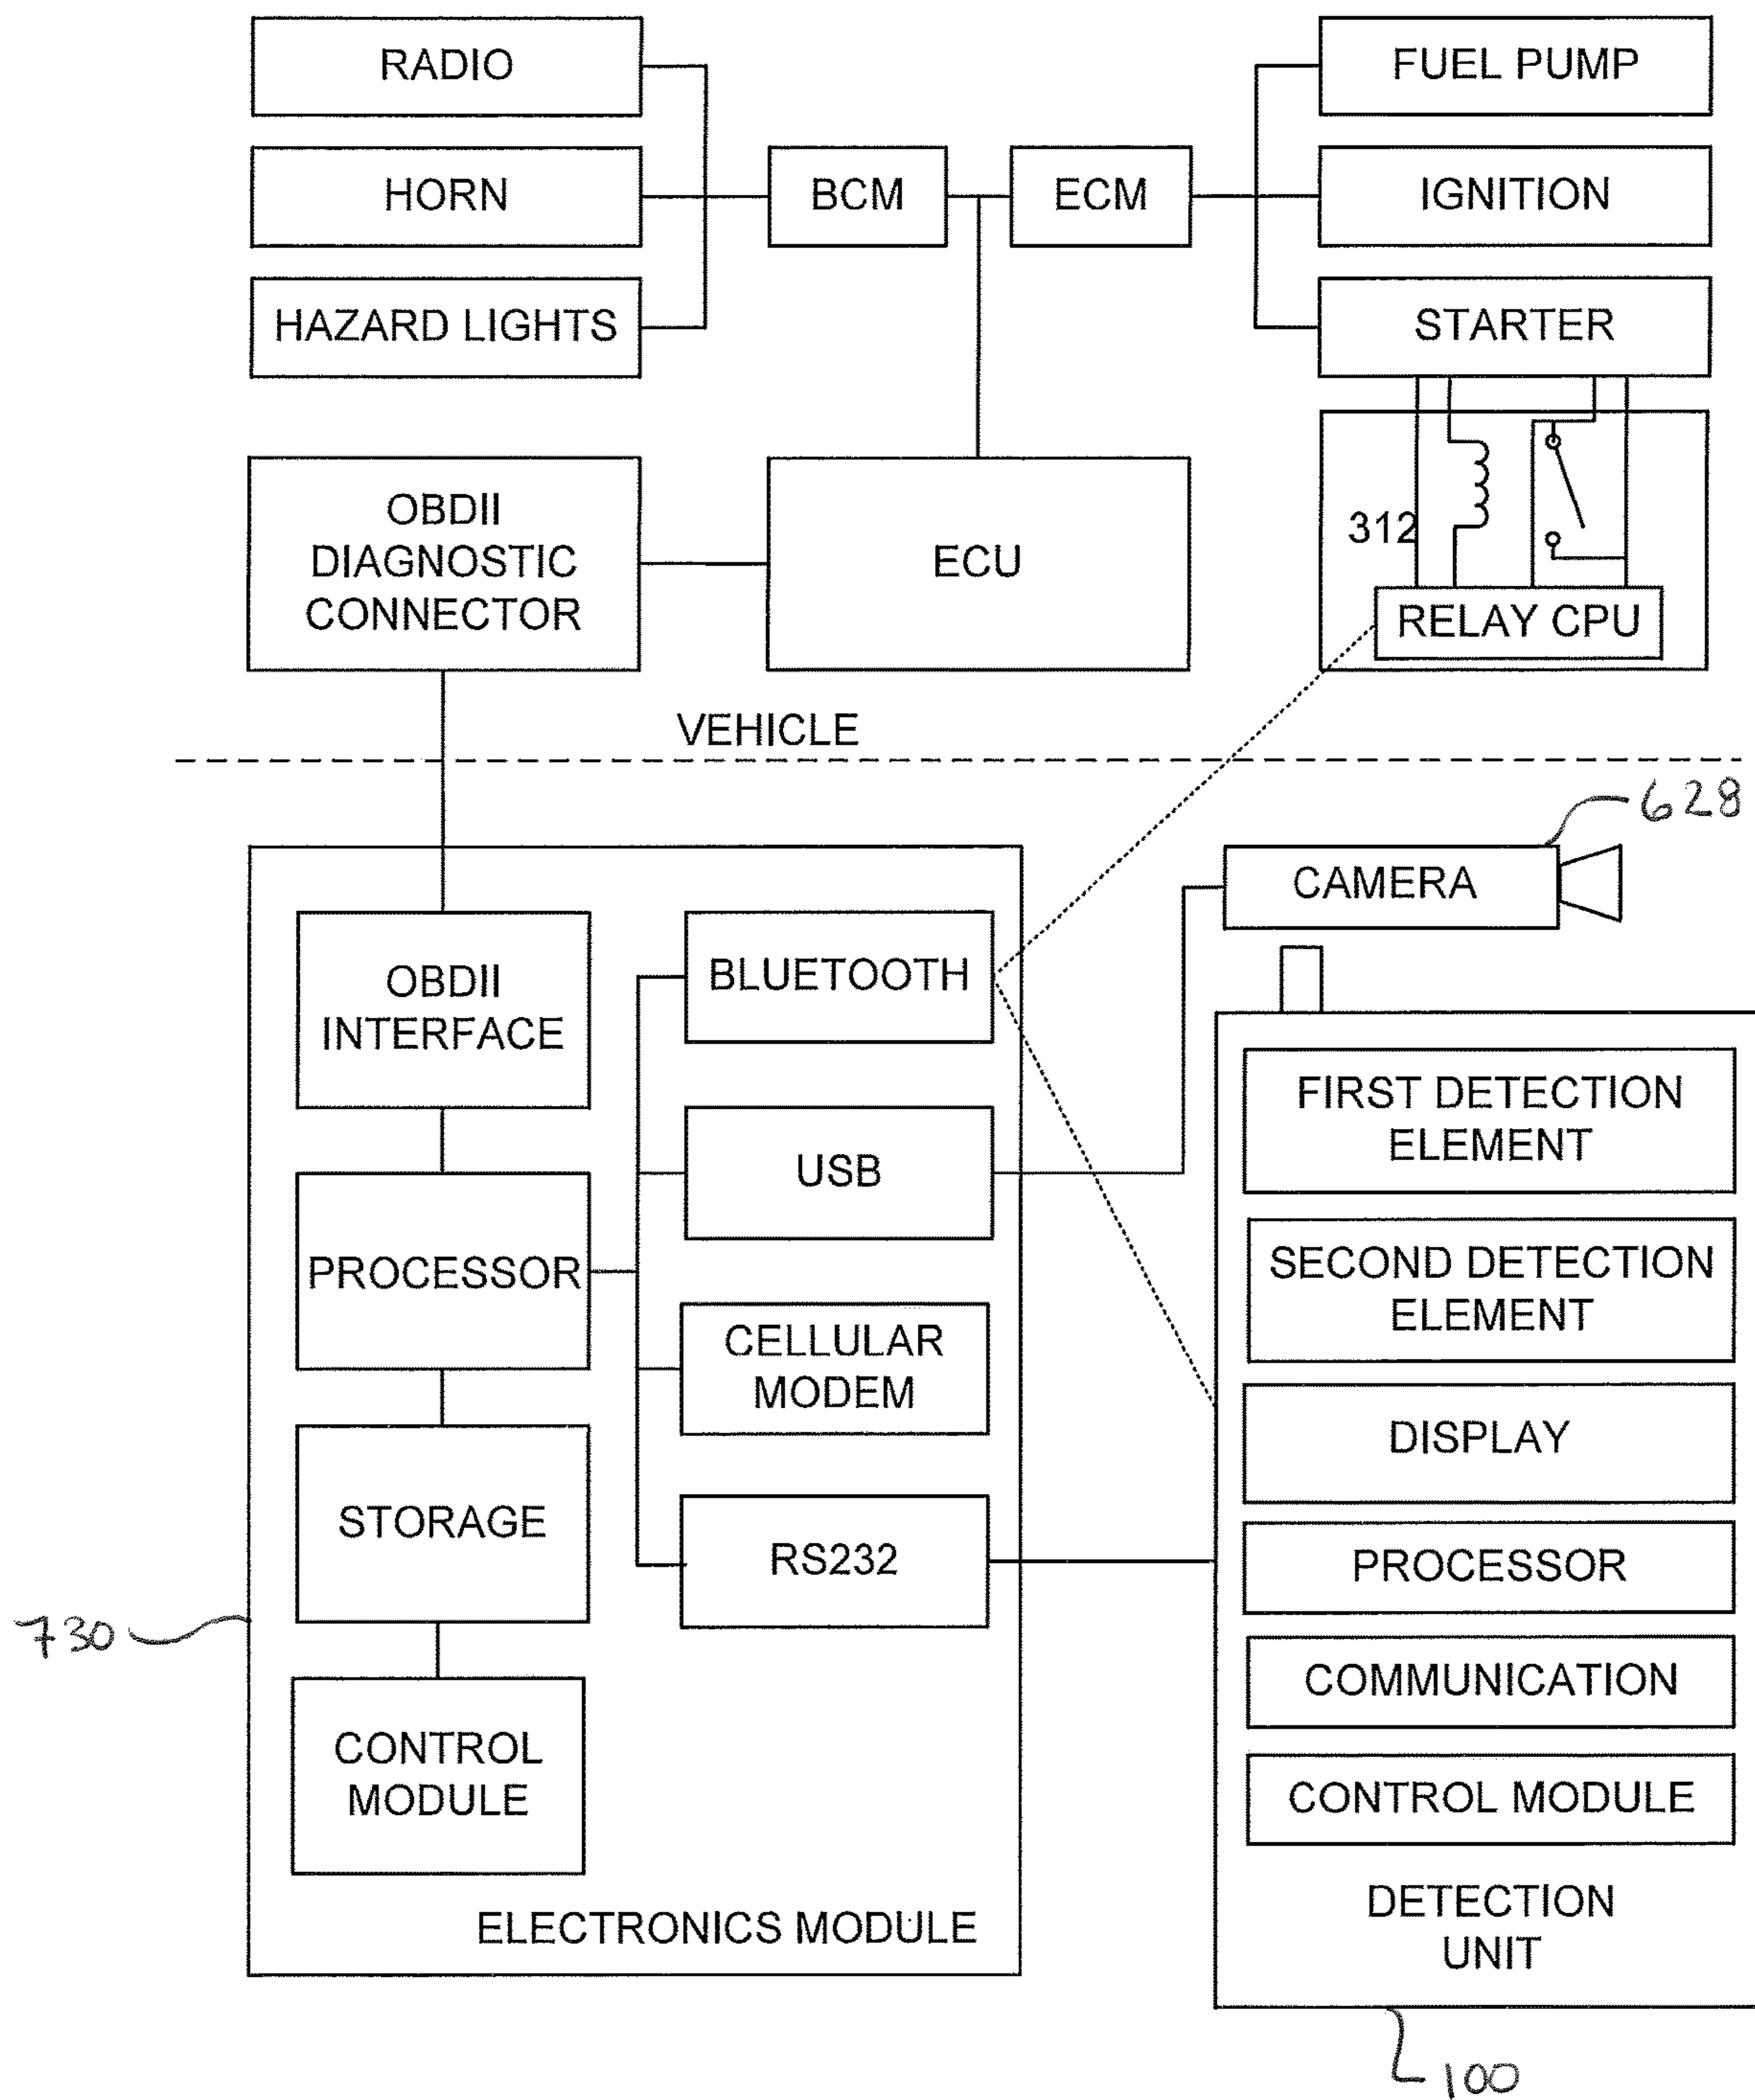 RADIO
FUEL PUMP
HORN
BCM
ECM
IGNITION
HAZARD LIGHTS
STARTER
OBDII
DIAGNOSTIC
CONNECTOR
ECU
312
RELAY CPU
VEHICLE
628
CAMERA
OBDII
INTERFACE
BLUETOOTH
USB
PROCESSOR
CELLULAR
MODEM
STORAGE
RS232
730
CONTROL
MODULE
ELECTRONICS MODULE
FIRST DETECTION
ELEMENT
SECOND DETECTION
ELEMENT
DISPLAY
PROCESSOR
COMMUNICATION
CONTROL MODULE
DETECTION
UNIT
100